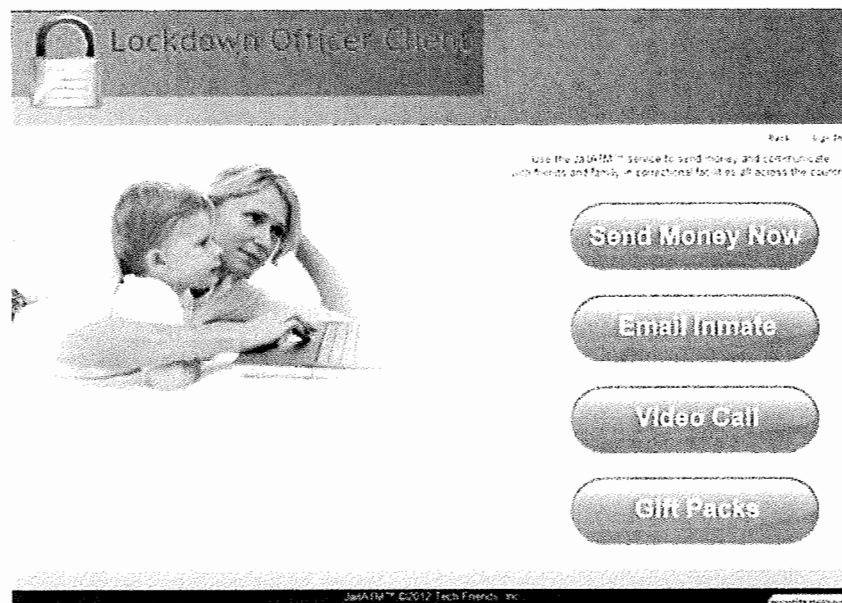 Lockdown Officer Client
Back Sign In
Use the JailATM™ service to send money and communicate
with friends and family in correctional facilities all across the country
Send Money Now
Email Inmate
Video Call
Gift Packs
JailATM™ ©2012 Tech Friends, Inc.